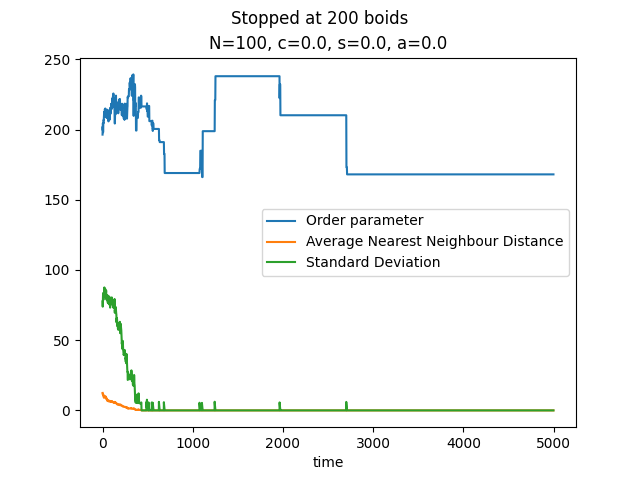 Stopped at 200 boids
N=100, c=0.0, s=0.0, a=0.0
250
200
150
100
50
0
Order parameter
Average Nearest Neighbour Distance
Standard Deviation
0 1000 2000 3000 4000 5000
time